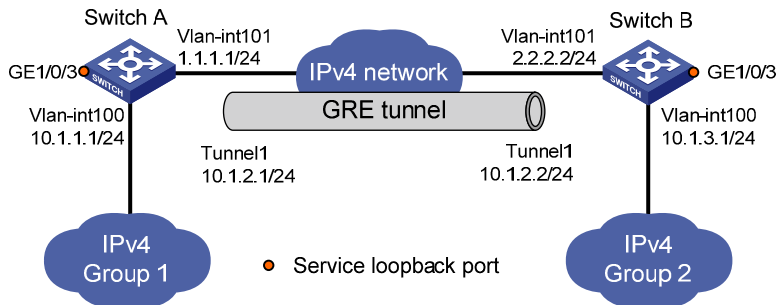 Switch A
Switch B
Vlan-int101
1.1.1.1/24
Vlan-int101
2.2.2.2/24
GE1/0/3
SWITCH
IPv4 network
SWITCH
GE1/0/3
Vlan-int100
10.1.1.1/24
GRE tunnel
Vlan-int100
10.1.3.1/24
Tunnel1
10.1.2.1/24
Tunnel1
10.1.2.2/24
IPv4
Group 1
Service loopback port
IPv4
Group 2